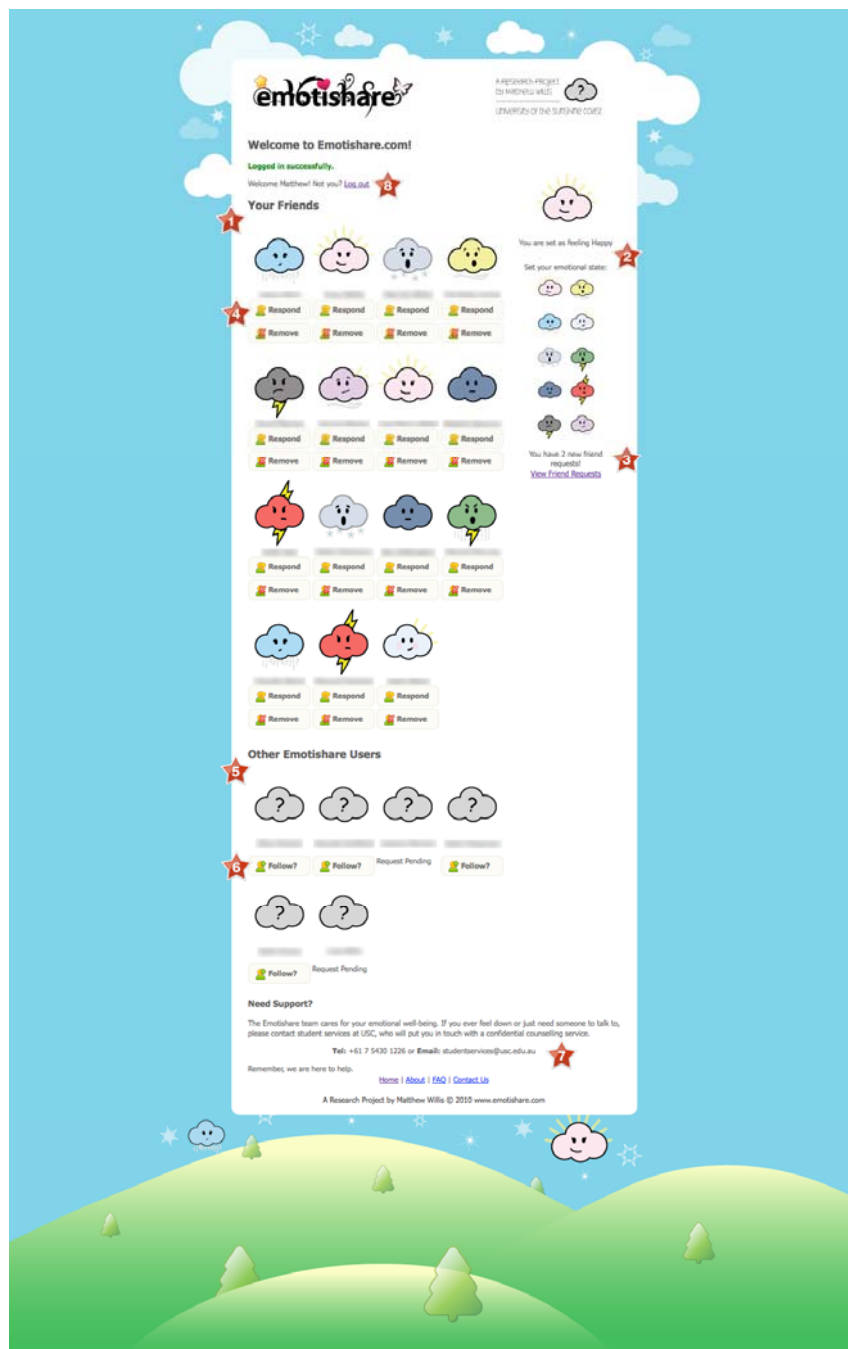 emotishare
A RESEARCH PROJECT
BY MATTHEW WILLIS
UNIVERSITY OF THE SUNSHINE COAST
?
Welcome to Emotishare.com!
Logged in successfully.
Welcome Matthew! Not you? Log out
8
1
Your Friends
You are set as feeling Happy
2
Set your emotional state:
4
Respond Respond Respond Respond
Remove Remove Remove Remove
Respond Respond Respond Respond
Remove Remove Remove Remove
You have 2 new friend
requests!
View Friend Requests
3
Respond Respond Respond Respond
Remove Remove Remove Remove
Respond Respond Respond
Remove Remove Remove
Other Emotishare Users
5
? ? ? ?
6
Follow? Follow? Request Pending Follow?
? ?
Follow? Request Pending
Need Support?
The Emotishare team cares for your emotional well-being. If you ever feel down or just need someone to talk to,
please contact student services at USC, who will put you in touch with a confidential counselling service.
Tel: +61 7 5430 1226 or Email: studentservices@usc.edu.au
7
Remember, we are here to help.
Home | About | FAQ | Contact Us
A Research Project by Matthew Willis © 2010 www.emotishare.com